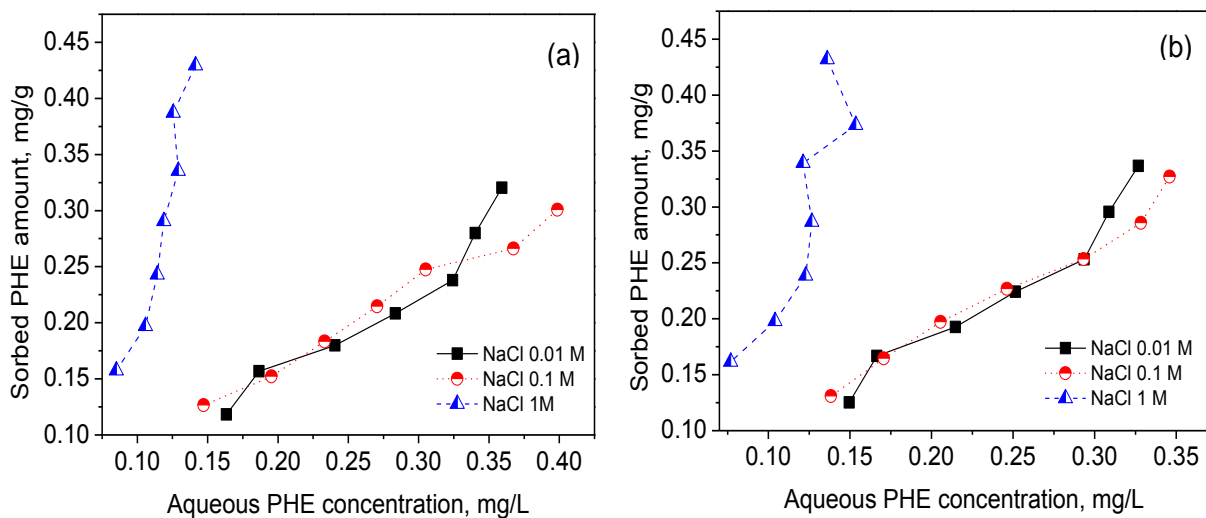 (a)
Sorbed PHE amount, mg/g
0.45
0.40
0.35
0.30
0.25
0.20
0.15
0.10
NaCl 0.01 M
NaCl 0.1 M
NaCl 1M
0.10 0.15 0.20 0.25 0.30 0.35 0.40
Aqueous PHE concentration, mg/L
(b)
Sorbed PHE amount, mg/g
0.45
0.40
0.35
0.30
0.25
0.20
0.15
0.10
NaCl 0.01 M
NaCl 0.1 M
NaCl 1 M
0.10 0.15 0.20 0.25 0.30 0.35
Aqueous PHE concentration, mg/L